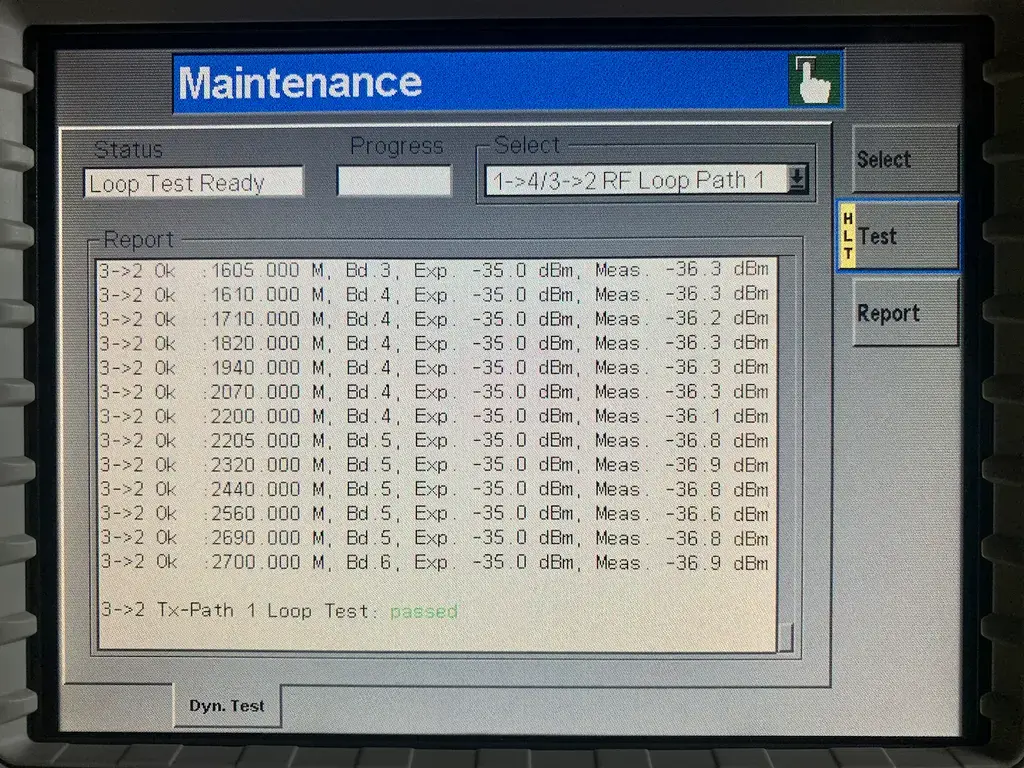 Maintenance
Status
Progress
Select
Loop Test Ready
1->4/3->2 RF Loop Path 1
Select
HLT
Test
Report
Report
3->2 Ok :1605.000 M, Bd.3, Exp. -35.0 dBm, Meas. -36.3 dBm
3->2 Ok :1610.000 M, Bd.4, Exp. -35.0 dBm, Meas. -36.3 dBm
3->2 Ok :1710.000 M, Bd.4, Exp. -35.0 dBm, Meas. -36.2 dBm
3->2 Ok :1820.000 M, Bd.4, Exp. -35.0 dBm, Meas. -36.3 dBm
3->2 Ok :1940.000 M, Bd.4, Exp. -35.0 dBm, Meas. -36.3 dBm
3->2 Ok :2070.000 M, Bd.4, Exp. -35.0 dBm, Meas. -36.3 dBm
3->2 Ok :2200.000 M, Bd.4, Exp. -35.0 dBm, Meas. -36.1 dBm
3->2 Ok :2205.000 M, Bd.5, Exp. -35.0 dBm, Meas. -36.8 dBm
3->2 Ok :2320.000 M, Bd.5, Exp. -35.0 dBm, Meas. -36.9 dBm
3->2 Ok :2440.000 M, Bd.5, Exp. -35.0 dBm, Meas. -36.8 dBm
3->2 Ok :2560.000 M, Bd.5, Exp. -35.0 dBm, Meas. -36.6 dBm
3->2 Ok :2690.000 M, Bd.5, Exp. -35.0 dBm, Meas. -36.8 dBm
3->2 Ok :2700.000 M, Bd.6, Exp. -35.0 dBm, Meas. -36.9 dBm
3->2 Tx-Path 1 Loop Test: passed
Dyn. Test